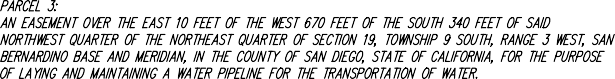 PARCEL 3:
AN EASEMENT OVER THE EAST 10 FEET OF THE WEST 670 FEET OF THE SOUTH 340 FEET OF SAID
NORTHWEST QUARTER OF THE NORTHEAST QUARTER OF SECTION 19, TOWNSHIP 9 SOUTH, RANGE 3 WEST, SAN
BERNARDINO BASE AND MERIDIAN, IN THE COUNTY OF SAN DIEGO, STATE OF CALIFORNIA, FOR THE PURPOSE
OF LAYING AND MAINTAINING A WATER PIPELINE FOR THE TRANSPORTATION OF WATER.